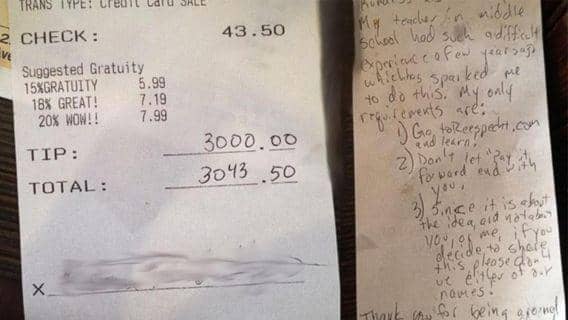 TRANS TYPE: Credit Card SALE
CHECK: 43.50
Suggested Gratuity
15%GRATUITY 5.99
18% GREAT! 7.19
20% WOW!! 7.99
TIP: 3000.00
TOTAL: 3043.50
X
My teacher in middle
School had such a difficult
Experience a few years ago
which has sparked me
to do this. My only
requirements are:
1) Go to ReesSpecht.com
and learn!
2) Don't let "Pay it
forward end with
you.
3) Since it is about
the idea and not about
you, or me, if you
decide to share
this, please don't
use either of our
names.
Thank you for being around